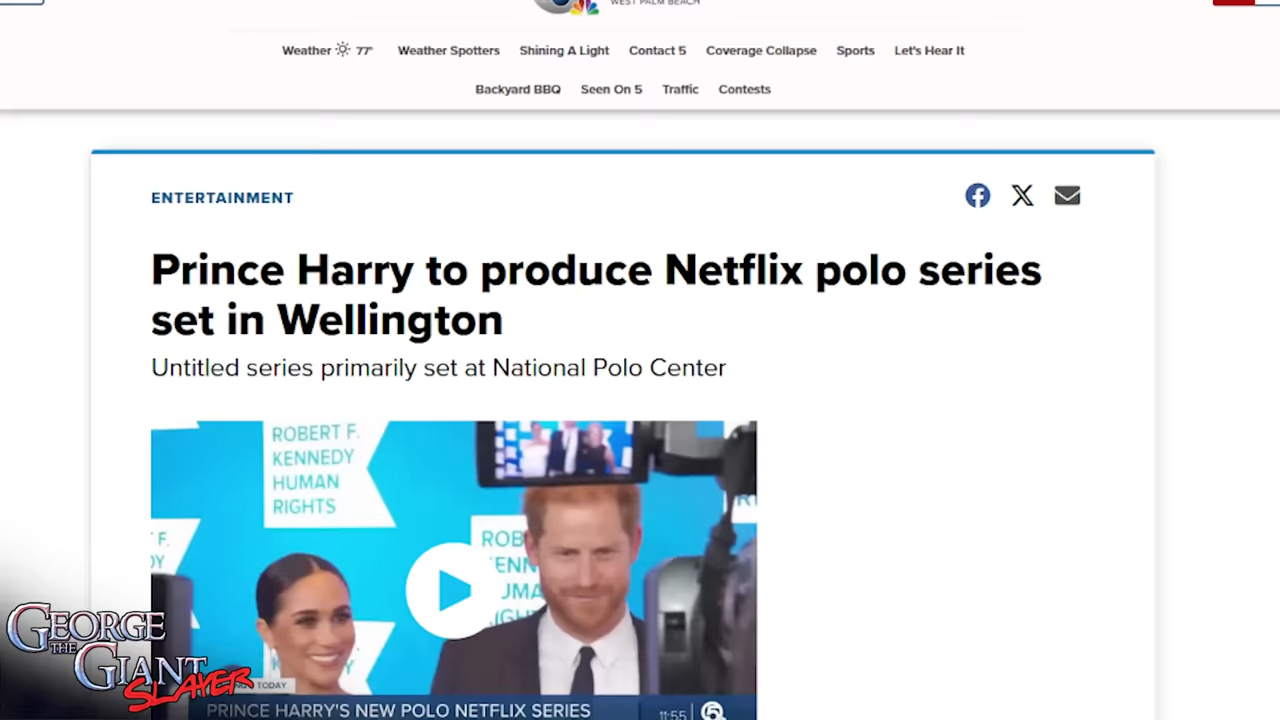 WEST PALM BEACH
Weather 77°
Weather Spotters
Shining A Light
Contact 5
Coverage Collapse
Sports
Let's Hear It
Backyard BBQ
Seen On 5
Traffic
Contests
ENTERTAINMENT
Prince Harry to produce Netflix polo series
set in Wellington
Untitled series primarily set at National Polo Center
ROBERT F.
KENNEDY
HUMAN
RIGHTS
TODAY
PRINCE HARRY'S NEW POLO NETFLIX SERIES
11:55
5
GEORGE
THE
GIANT
SLAYER